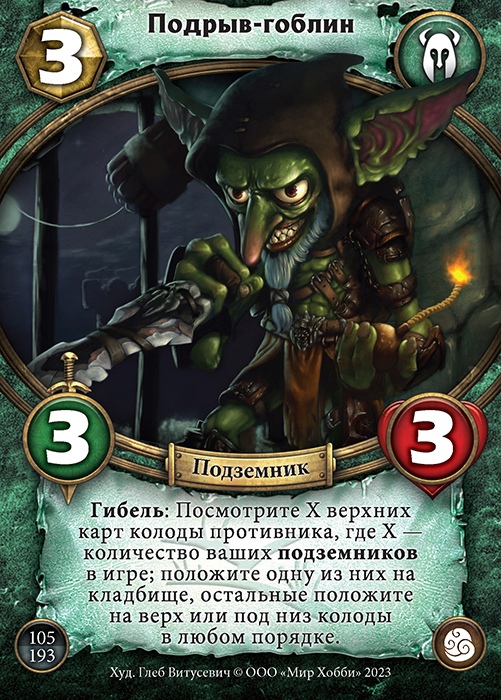 Подрыв-гоблин
3
3
3
Подземник
Гибель: Посмотрите X верхних
карт колоды противника, где X —
количество ваших подземников
в игре; положите одну из них на
кладбище, остальные положите
на верх или под низ колоды
в любом порядке.
105
193
Худ. Глеб Витусевич © ООО «Мир Хобби» 2023